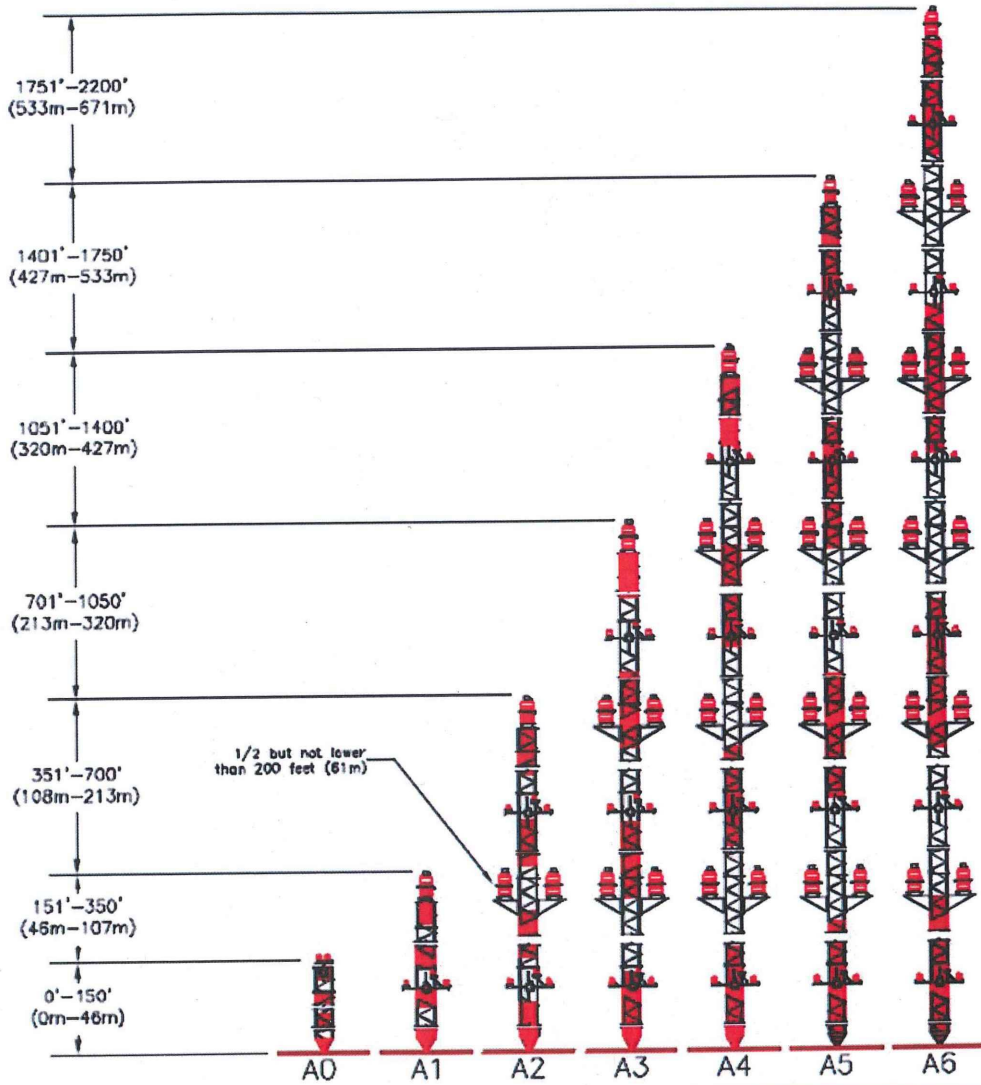 1751'-2200'
(533m-671m)
1401'-1750'
(427m-533m)
1051'-1400'
(320m-427m)
701'-1050'
(213m-320m)
351'-700'
(108m-213m)
1/2 but not lower
than 200 feet (61m)
151'-350'
(46m-107m)
0'-150'
(0m-46m)
A0 A1 A2 A3 A4 A5 A6